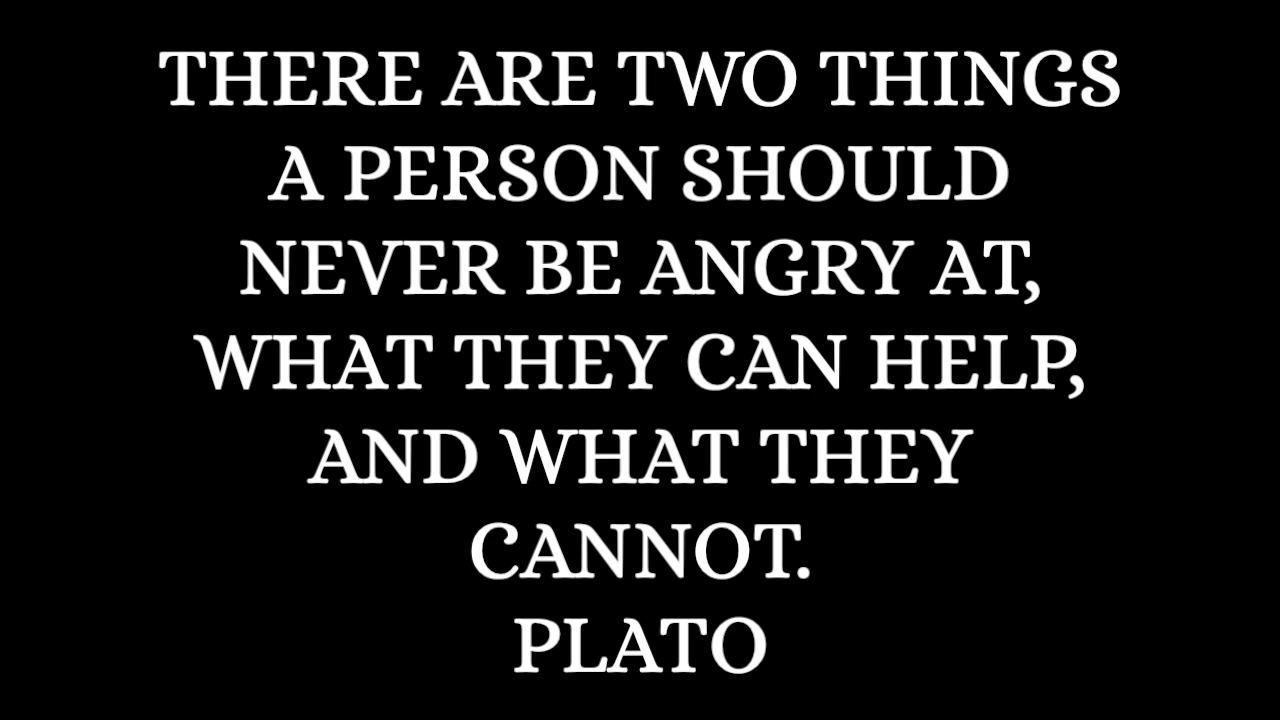 THERE ARE TWO THINGS
A PERSON SHOULD
NEVER BE ANGRY AT,
WHAT THEY CAN HELP,
AND WHAT THEY
CANNOT.
PLATO